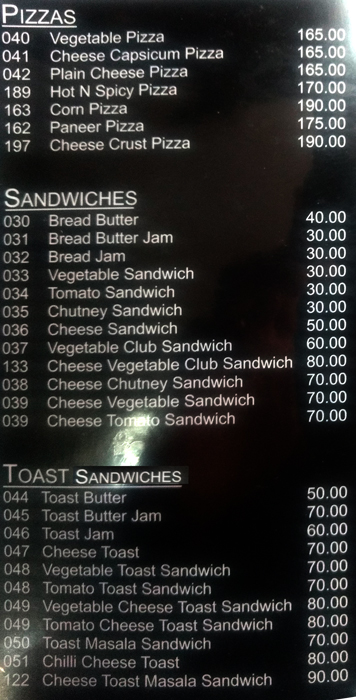 PIZZAS
040 Vegetable Pizza 165.00
041 Cheese Capsicum Pizza 165.00
042 Plain Cheese Pizza 165.00
189 Hot N Spicy Pizza 170.00
163 Corn Pizza 190.00
162 Paneer Pizza 175.00
197 Cheese Crust Pizza 190.00
SANDWICHES
030 Bread Butter 40.00
031 Bread Butter Jam 30.00
032 Bread Jam 30.00
033 Vegetable Sandwich 30.00
034 Tomato Sandwich 30.00
035 Chutney Sandwich 30.00
036 Cheese Sandwich 50.00
037 Vegetable Club Sandwich 60.00
133 Cheese Vegetable Club Sandwich 80.00
038 Cheese Chutney Sandwich 70.00
039 Cheese Vegetable Sandwich 70.00
039 Cheese Tomato Sandwich 70.00
TOAST SANDWICHES
044 Toast Butter 50.00
045 Toast Butter Jam 70.00
046 Toast Jam 60.00
047 Cheese Toast 70.00
048 Vegetable Toast Sandwich 70.00
048 Tomato Toast Sandwich 70.00
049 Vegetable Cheese Toast Sandwich 80.00
049 Tomato Cheese Toast Sandwich 80.00
050 Toast Masala Sandwich 70.00
051 Chilli Cheese Toast 80.00
122 Cheese Toast Masala Sandwich 90.00